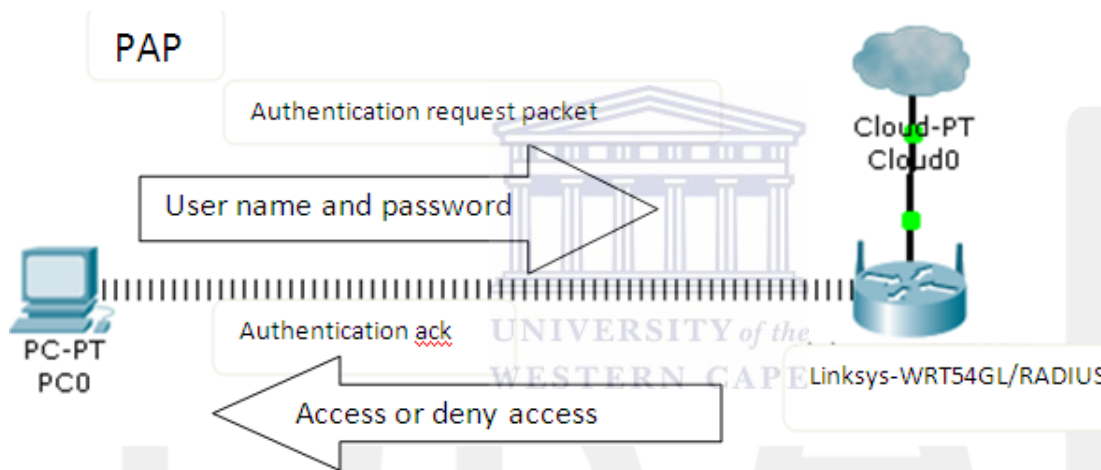 PAP
Authentication request packet
Cloud-PT
Cloud0
User name and password
Authentication ack
UNIVERSITY of the
WESTERN CAPE
PC-PT
PC0
Linksys-WRT54GL/RADIUS
Access or deny access